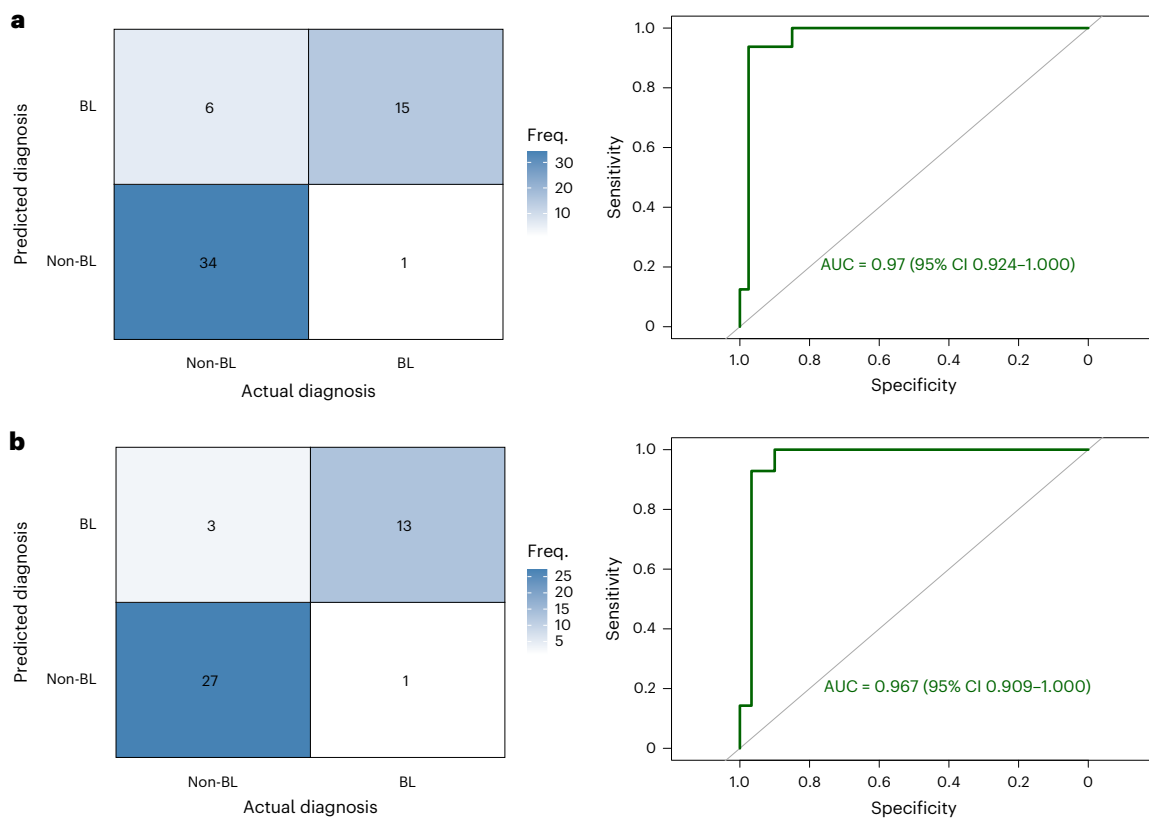 a
Predicted diagnosis
BL
Non-BL
6
15
34
1
Non-BL
BL
Actual diagnosis
Freq.
30
20
10
Sensitivity
1.0
0.8
0.6
0.4
0.2
0
AUC = 0.97 (95% CI 0.924–1.000)
1.0 0.8 0.6 0.4 0.2 0
Specificity
b
Predicted diagnosis
BL
Non-BL
3
13
27
1
Non-BL
BL
Actual diagnosis
Freq.
25
20
15
10
5
Sensitivity
1.0
0.8
0.6
0.4
0.2
0
AUC = 0.967 (95% CI 0.909–1.000)
1.0 0.8 0.6 0.4 0.2 0
Specificity